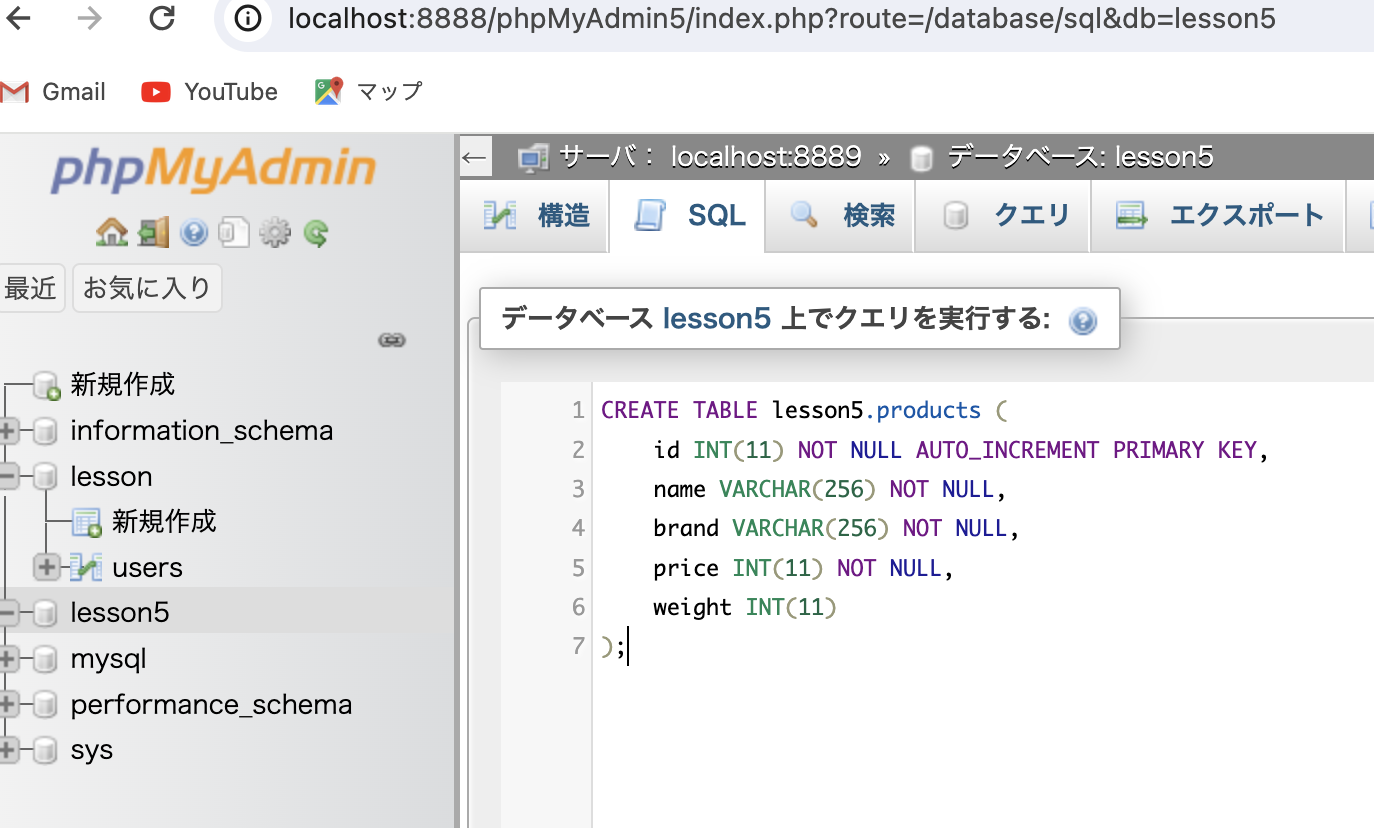 localhost:8888/phpMyAdmin5/index.php?route=/database/sql&db=lesson5
Gmail YouTube マップ
phpMyAdmin
最近 お気に入り
新規作成
information_schema
lesson
新規作成
users
lesson5
mysql
performance_schema
sys
サーバ： localhost:8889 » データベース: lesson5
構造 SQL 検索 クエリ エクスポート
データベース lesson5 上でクエリを実行する:
1 CREATE TABLE lesson5.products (
2 id INT(11) NOT NULL AUTO_INCREMENT PRIMARY KEY,
3 name VARCHAR(256) NOT NULL,
4 brand VARCHAR(256) NOT NULL,
5 price INT(11) NOT NULL,
6 weight INT(11)
7 );